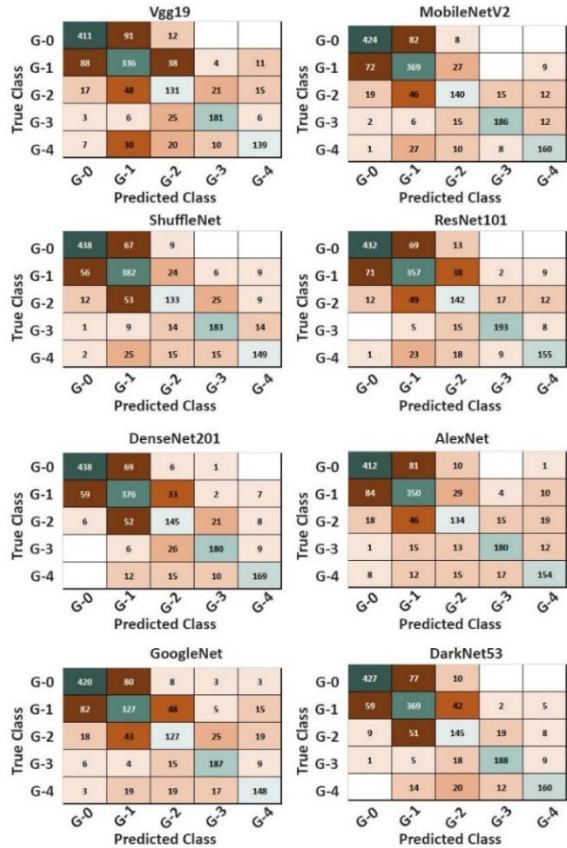 Vgg19
G-0 411 91 12
G-1 88 336 38 4 11
G-2 17 48 131 21 15
G-3 3 6 25 181 6
G-4 7 30 20 10 139
G-0 G-1 G-2 G-3 G-4
True Class
Predicted Class
MobileNetV2
G-0 424 82 8
G-1 72 369 27 9
G-2 19 46 140 15 12
G-3 2 6 15 186 12
G-4 1 27 10 8 160
G-0 G-1 G-2 G-3 G-4
True Class
Predicted Class
ShuffleNet
G-0 438 67 9
G-1 56 382 24 6 9
G-2 12 53 133 25 9
G-3 1 9 14 183 14
G-4 2 25 15 15 149
G-0 G-1 G-2 G-3 G-4
True Class
Predicted Class
ResNet101
G-0 432 69 13
G-1 71 357 38 2 9
G-2 12 49 142 17 12
G-3 5 15 193 8
G-4 1 23 18 9 155
G-0 G-1 G-2 G-3 G-4
True Class
Predicted Class
DenseNet201
G-0 438 69 6 1
G-1 59 376 33 2 7
G-2 6 52 145 21 8
G-3 6 26 180 9
G-4 12 15 10 169
G-0 G-1 G-2 G-3 G-4
True Class
Predicted Class
AlexNet
G-0 412 81 10 1
G-1 84 350 29 4 10
G-2 18 46 134 15 19
G-3 1 15 13 180 12
G-4 8 12 15 17 154
G-0 G-1 G-2 G-3 G-4
True Class
Predicted Class
GoogleNet
G-0 420 80 8 3 3
G-1 82 327 48 5 15
G-2 18 43 127 25 19
G-3 6 4 15 187 9
G-4 3 19 19 17 148
G-0 G-1 G-2 G-3 G-4
True Class
Predicted Class
DarkNet53
G-0 427 77 10
G-1 59 369 42 2 5
G-2 9 51 145 19 8
G-3 1 5 18 188 9
G-4 14 20 12 160
G-0 G-1 G-2 G-3 G-4
True Class
Predicted Class